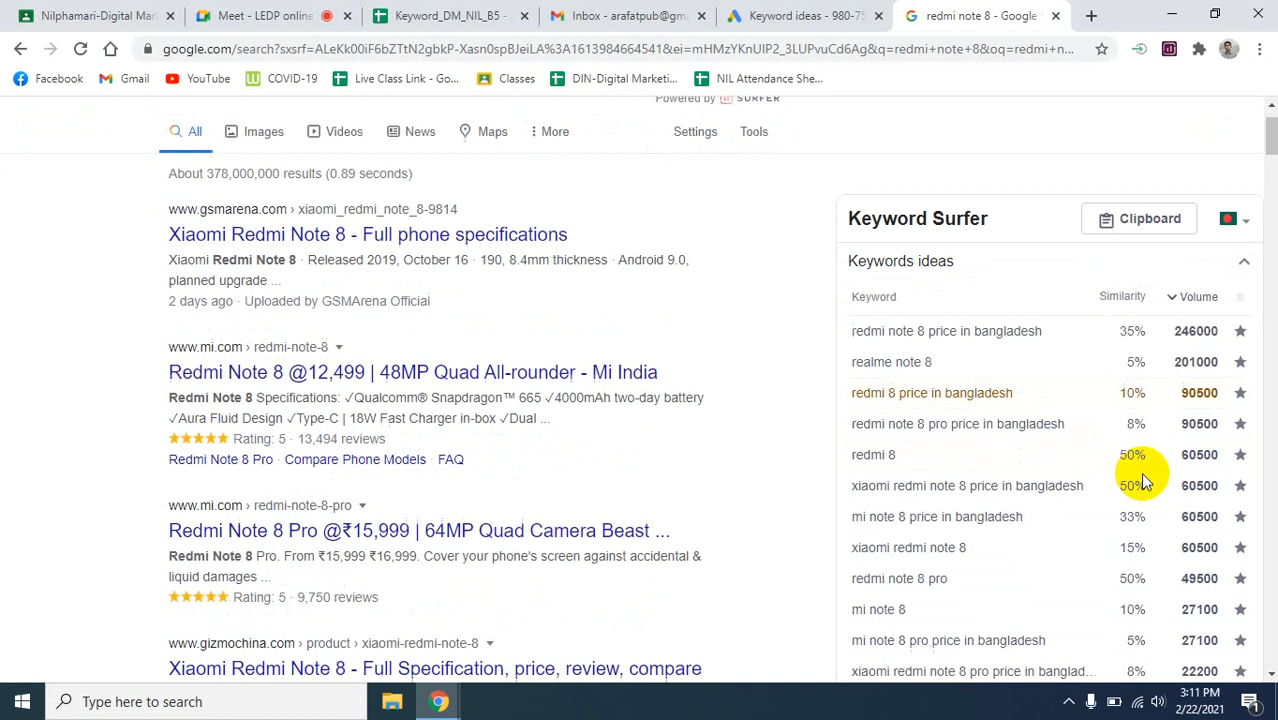 Nilphamari-Digital Mar
Meet - LEDP online
Keyword_DM_NIL_B5 -
Inbox - arafatpub@gma
Keyword ideas - 980-75
redmi note 8 - Google S
google.com/search?sxsrf=ALeKk00iF6bZTtN2gbkP-Xasn0spBJeiLA%3A1613984664541&ei=mHMzYKnUIP2_3LUPvuCd6Ag&q=redmi+note+8&oq=redmi+n...
Facebook
Gmail
YouTube
COVID-19
Live Class Link - Go...
Classes
DIN-Digital Marketi...
NIL Attendance She...
Powered by SURFER
All
Images
Videos
News
Maps
More
Settings
Tools
About 378,000,000 results (0.89 seconds)
www.gsmarena.com › xiaomi_redmi_note_8-9814
Xiaomi Redmi Note 8 - Full phone specifications
Xiaomi Redmi Note 8 · Released 2019, October 16 · 190, 8.4mm thickness · Android 9.0,
planned upgrade ...
2 days ago · Uploaded by GSMArena Official
www.mi.com › redmi-note-8
Redmi Note 8 @12,499 | 48MP Quad All-rounder - Mi India
Redmi Note 8 Specifications: ✓Qualcomm® Snapdragon™ 665 ✓4000mAh two-day battery
✓Aura Fluid Design ✓Type-C | 18W Fast Charger in-box ✓Dual ...
Rating: 5 · 13,494 reviews
Redmi Note 8 Pro · Compare Phone Models · FAQ
www.mi.com › redmi-note-8-pro
Redmi Note 8 Pro @₹15,999 | 64MP Quad Camera Beast ...
Redmi Note 8 Pro. From ₹15,999 ₹16,999. Cover your phone's screen against accidental &
liquid damages ...
Rating: 5 · 9,750 reviews
www.gizmochina.com › product › xiaomi-redmi-note-8
Xiaomi Redmi Note 8 - Full Specification, price, review, compare
Keyword Surfer
Clipboard
Keywords ideas
Keyword Similarity Volume
redmi note 8 price in bangladesh 35% 246000
realme note 8 5% 201000
redmi 8 price in bangladesh 10% 90500
redmi note 8 pro price in bangladesh 8% 90500
redmi 8 50% 60500
xiaomi redmi note 8 price in bangladesh 50% 60500
mi note 8 price in bangladesh 33% 60500
xiaomi redmi note 8 15% 60500
redmi note 8 pro 50% 49500
mi note 8 10% 27100
mi note 8 pro price in bangladesh 5% 27100
xiaomi redmi note 8 pro price in banglad... 8% 22200
Type here to search
3:11 PM
2/22/2021